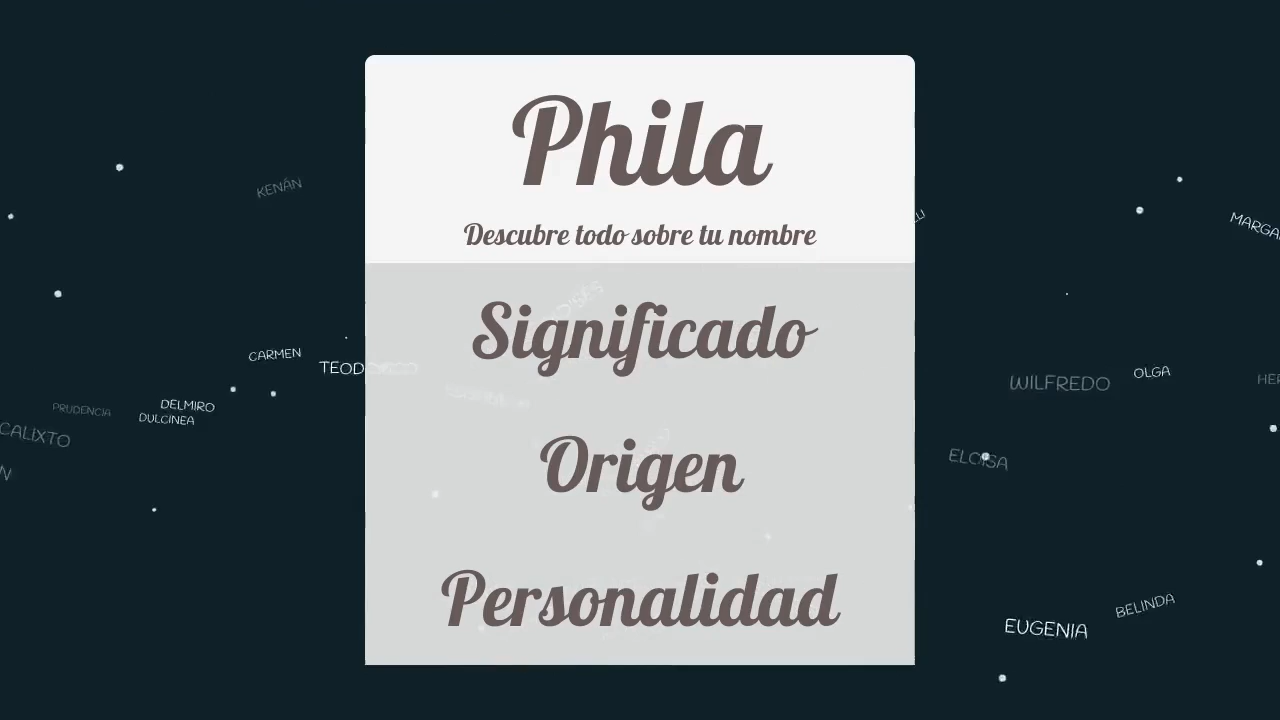 Phila
Descubre todo sobre tu nombre
Significado
Origen
Personalidad
KENÁN
CARMEN
PRUDENCIA
DELMIRO
DULCINEA
CALIXTO
WILFREDO
OLGA
ELOISA
EUGENIA
BELINDA